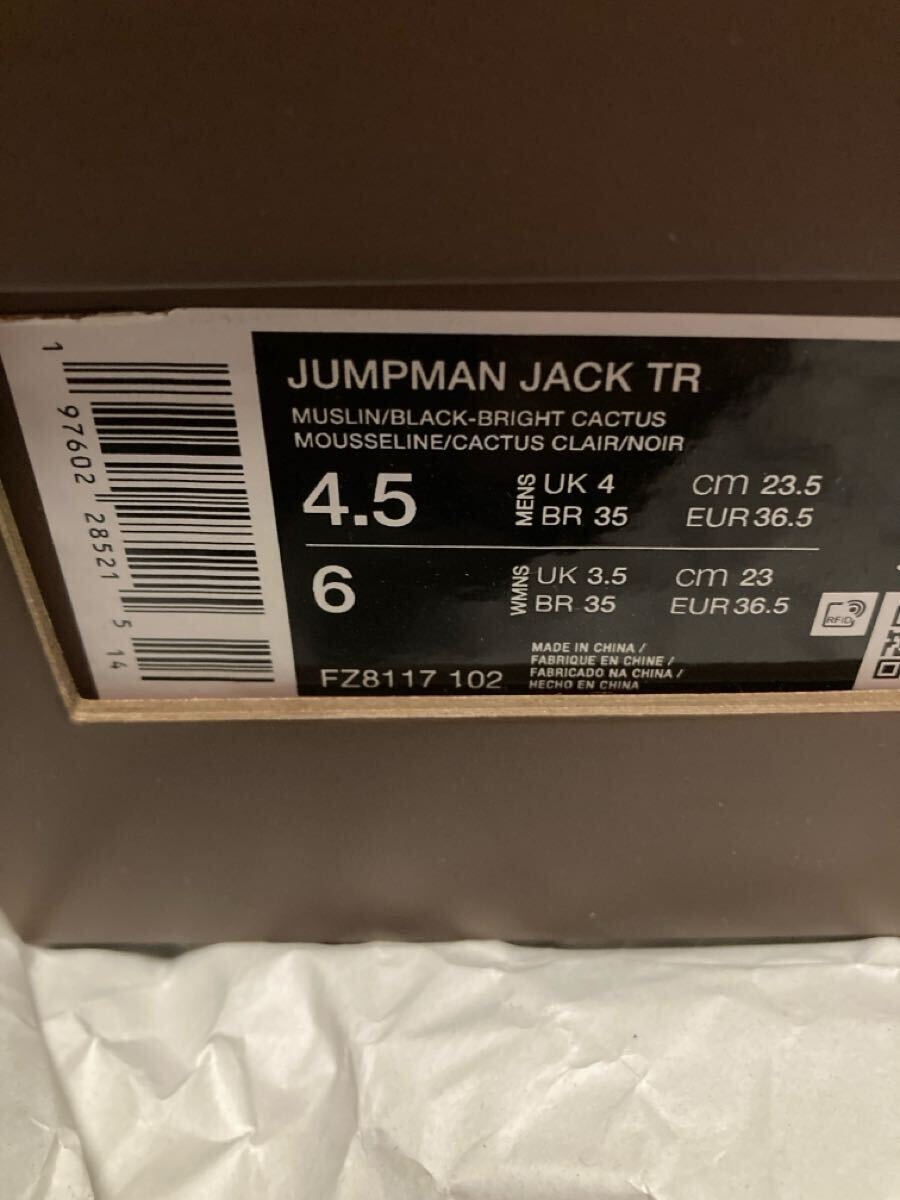 JUMPMAN JACK TR
MUSLIN/BLACK-BRIGHT CACTUS
MOUSSELINE/CACTUS CLAIR/NOIR
4.5 MENS UK 4 cm 23.5
BR 35 EUR 36.5
6 WMNS UK 3.5 cm 23
BR 35 EUR 36.5
RFID
FZ8117 102
MADE IN CHINA /
FABRIQUE EN CHINE /
FABRICADO NA CHINA /
HECHO EN CHINA
1 97602 28521 5 14